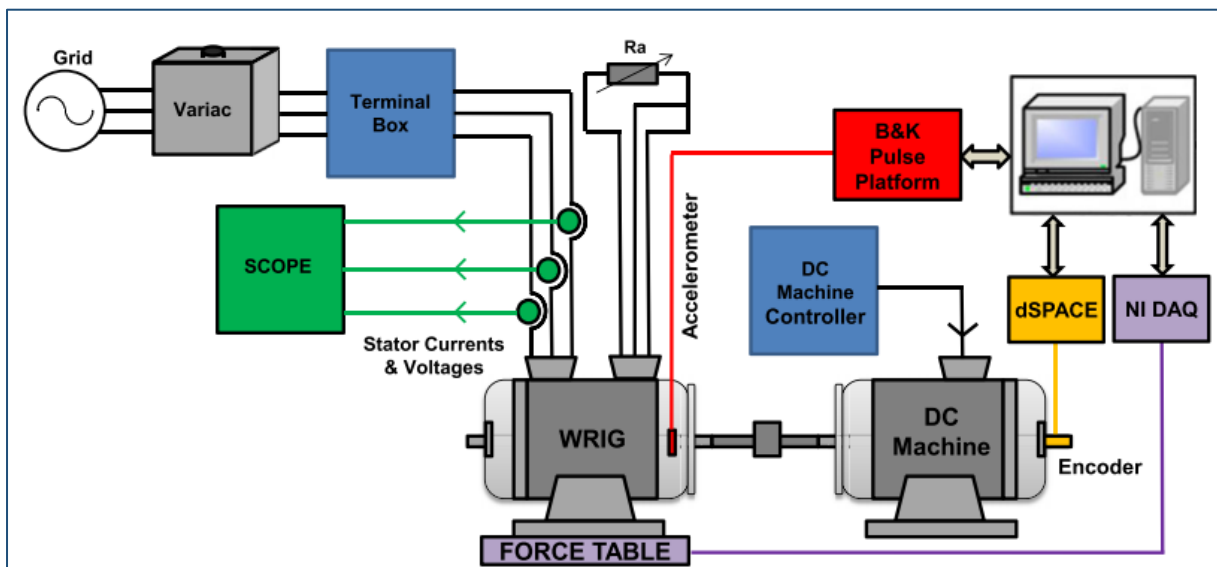 Grid
Variac
Terminal
Box
Ra
B&K
Pulse
Platform
Accelerometer
SCOPE
DC
Machine
Controller
dSPACE
NI DAQ
Stator Currents
& Voltages
WRIG
DC
Machine
Encoder
FORCE TABLE